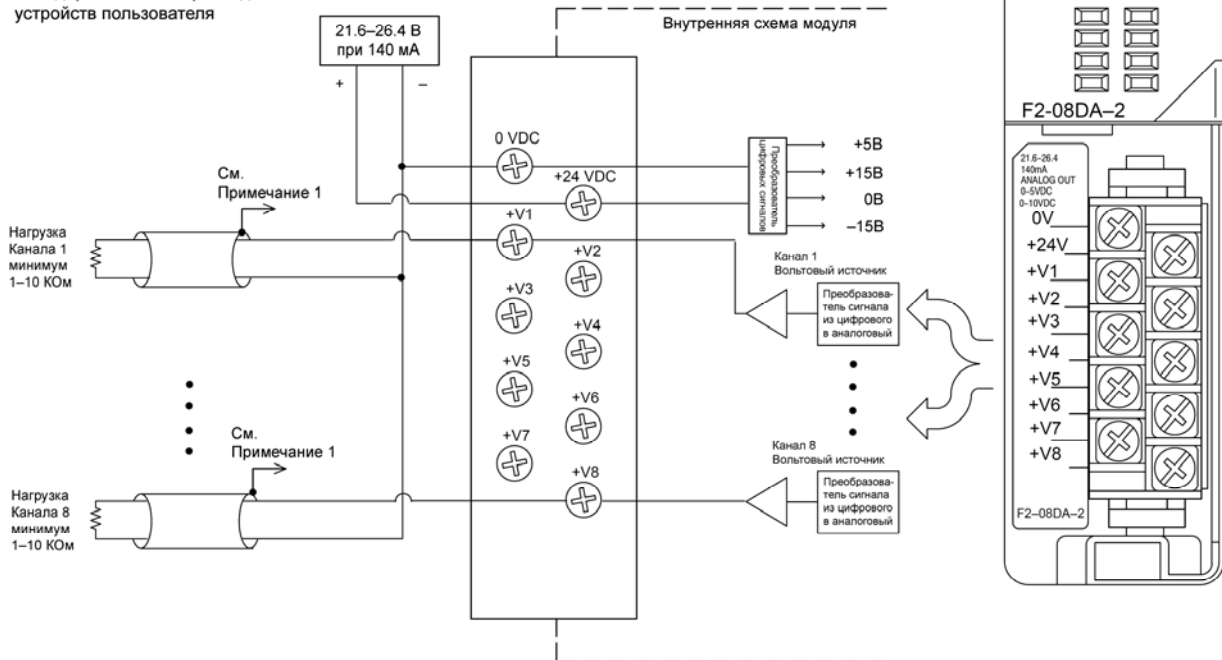 устройств пользователя
21.6–26.4 В
при 140 мА
+ –
Внутренняя схема модуля
0 VDC
+24 VDC
+V1
+V2
+V3
+V4
+V5
+V6
+V7
+V8
См.
Примечание 1
Нагрузка
Канала 1
минимум
1–10 КОм
См.
Примечание 1
Нагрузка
Канала 8
минимум
1–10 КОм
Преобразователь
цифровых сигналов
+5В
+15В
0В
–15В
Канал 1
Вольтовый источник
Преобразова-
тель сигнала
из цифрового
в аналоговый
Канал 8
Вольтовый источник
Преобразова-
тель сигнала
из цифрового
в аналоговый
F2-08DA–2
21.6–26.4
140mA
ANALOG OUT
0–5VDC
0–10VDC
0V
+24V
+V1
+V2
+V3
+V4
+V5
+V6
+V7
+V8
F2–08DA–2